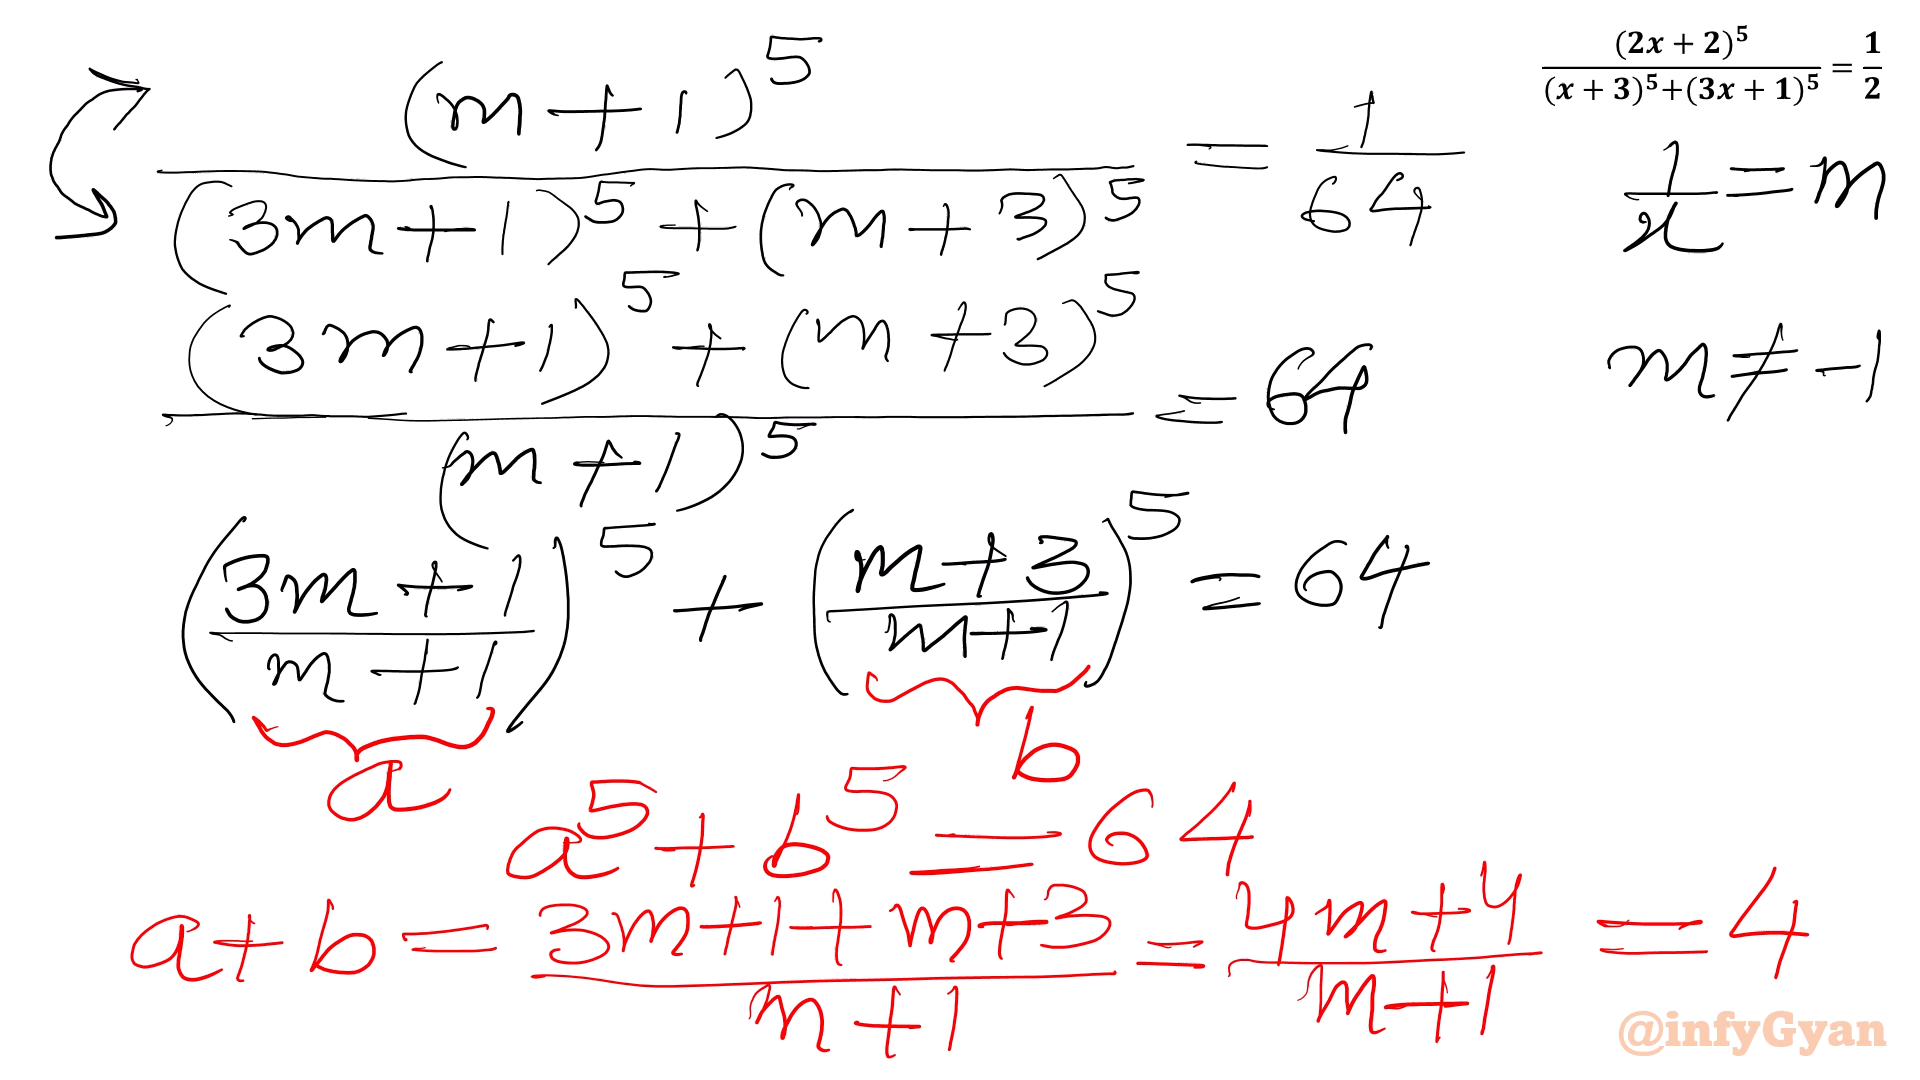 (2x + 2)⁵ / ((x + 3)⁵+(3x + 1)⁵) = 1/2
(m+1)⁵ / ((3m+1)⁵ + (m+3)⁵) = 1/64
1/x = m
((3m+1)⁵ + (m+3)⁵) / (m+1)⁵ = 64
m ≠ -1
((3m+1)/(m+1))⁵ + ((m+3)/(m+1))⁵ = 64
a b
a⁵ + b⁵ = 64
a+b = (3m+1+m+3)/(m+1) = (4m+4)/(m+1) = 4
@infyGyan